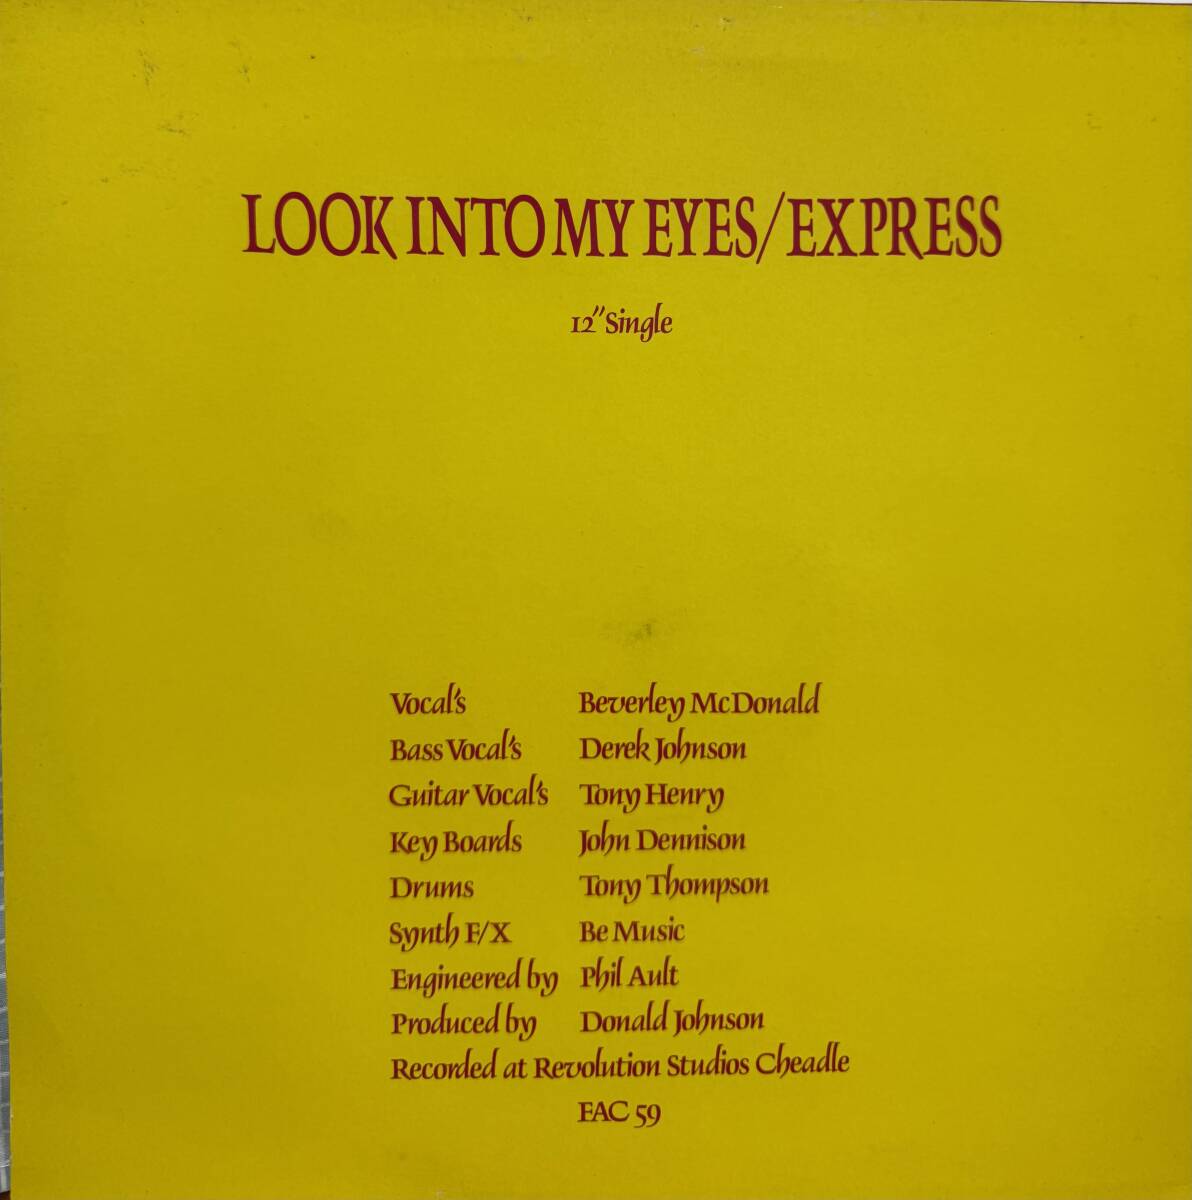 LOOK INTO MY EYES/EXPRESS
12" Single
Vocal's Beverley McDonald
Bass Vocal's Derek Johnson
Guitar Vocal's Tony Henry
Key Boards John Dennison
Drums Tony Thompson
Synth F/X Be Music
Engineered by Phil Ault
Produced by Donald Johnson
Recorded at Revolution Studios Cheadle
FAC 59